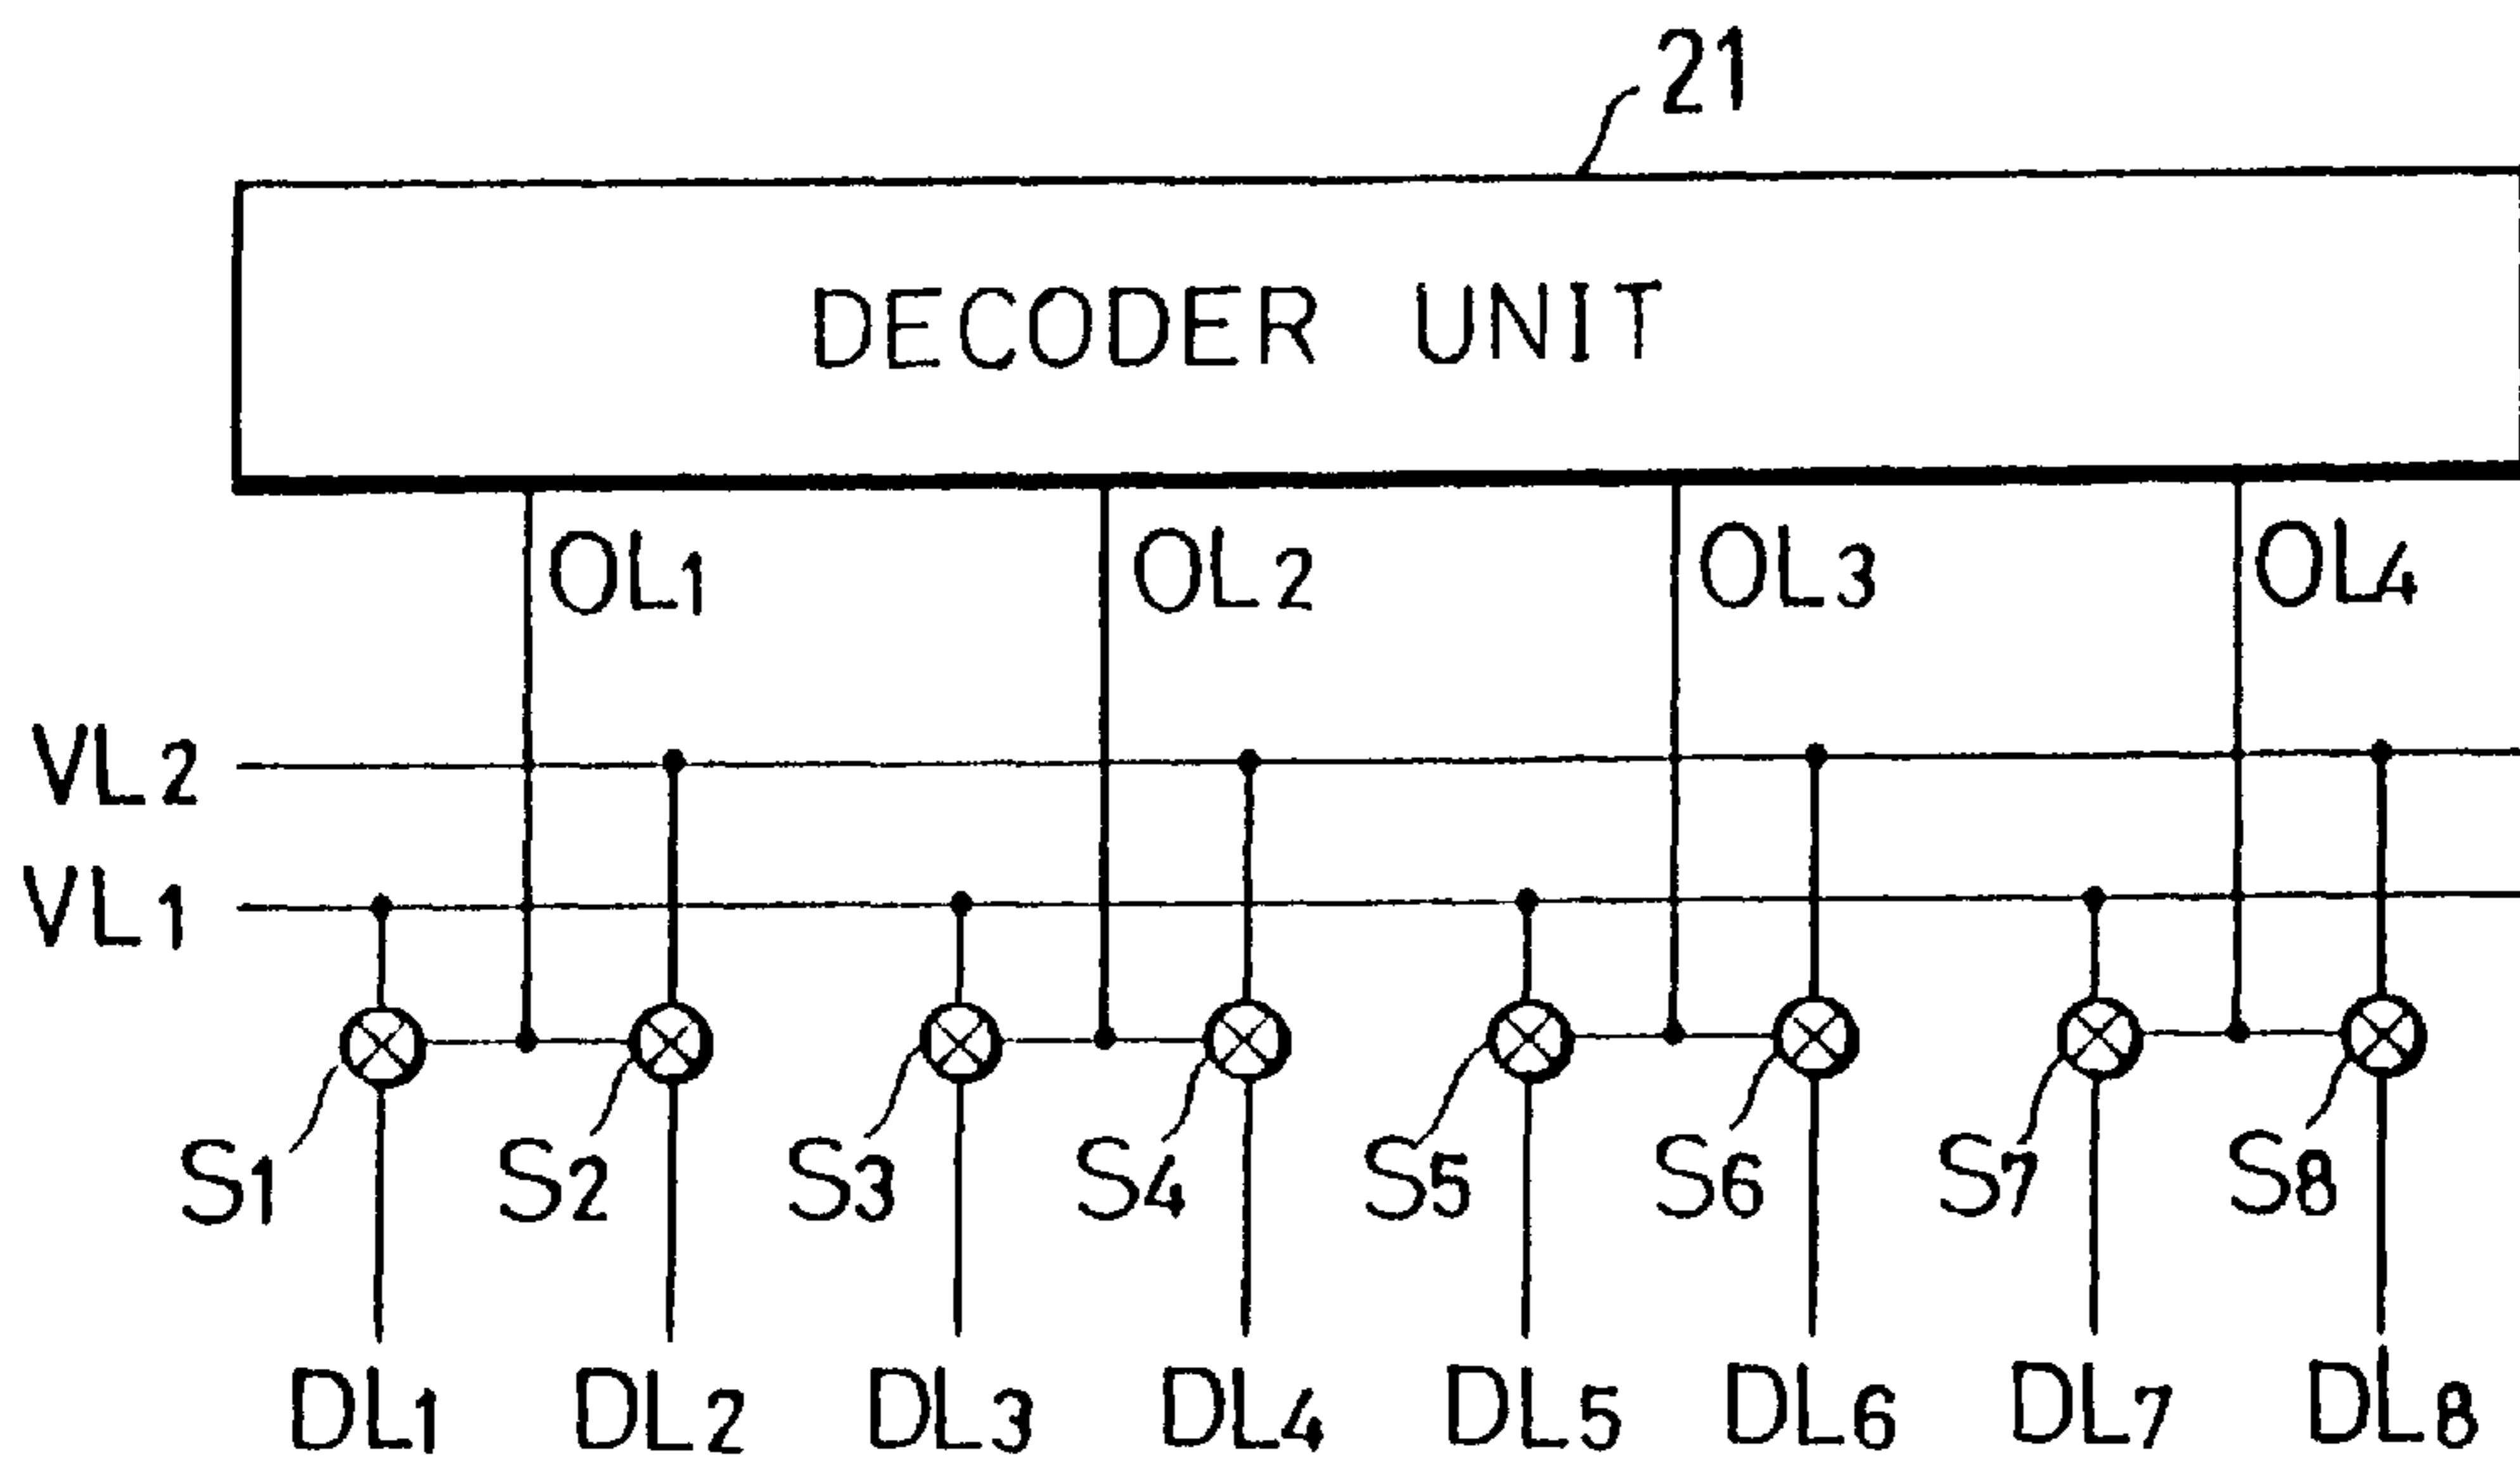 21
DECODER UNIT
OL1 OL2 OL3 OL4
VL2
VL1
S1 S2 S3 S4 S5 S6 S7 S8
DL1 DL2 DL3 DL4 DL5 DL6 DL7 DL8